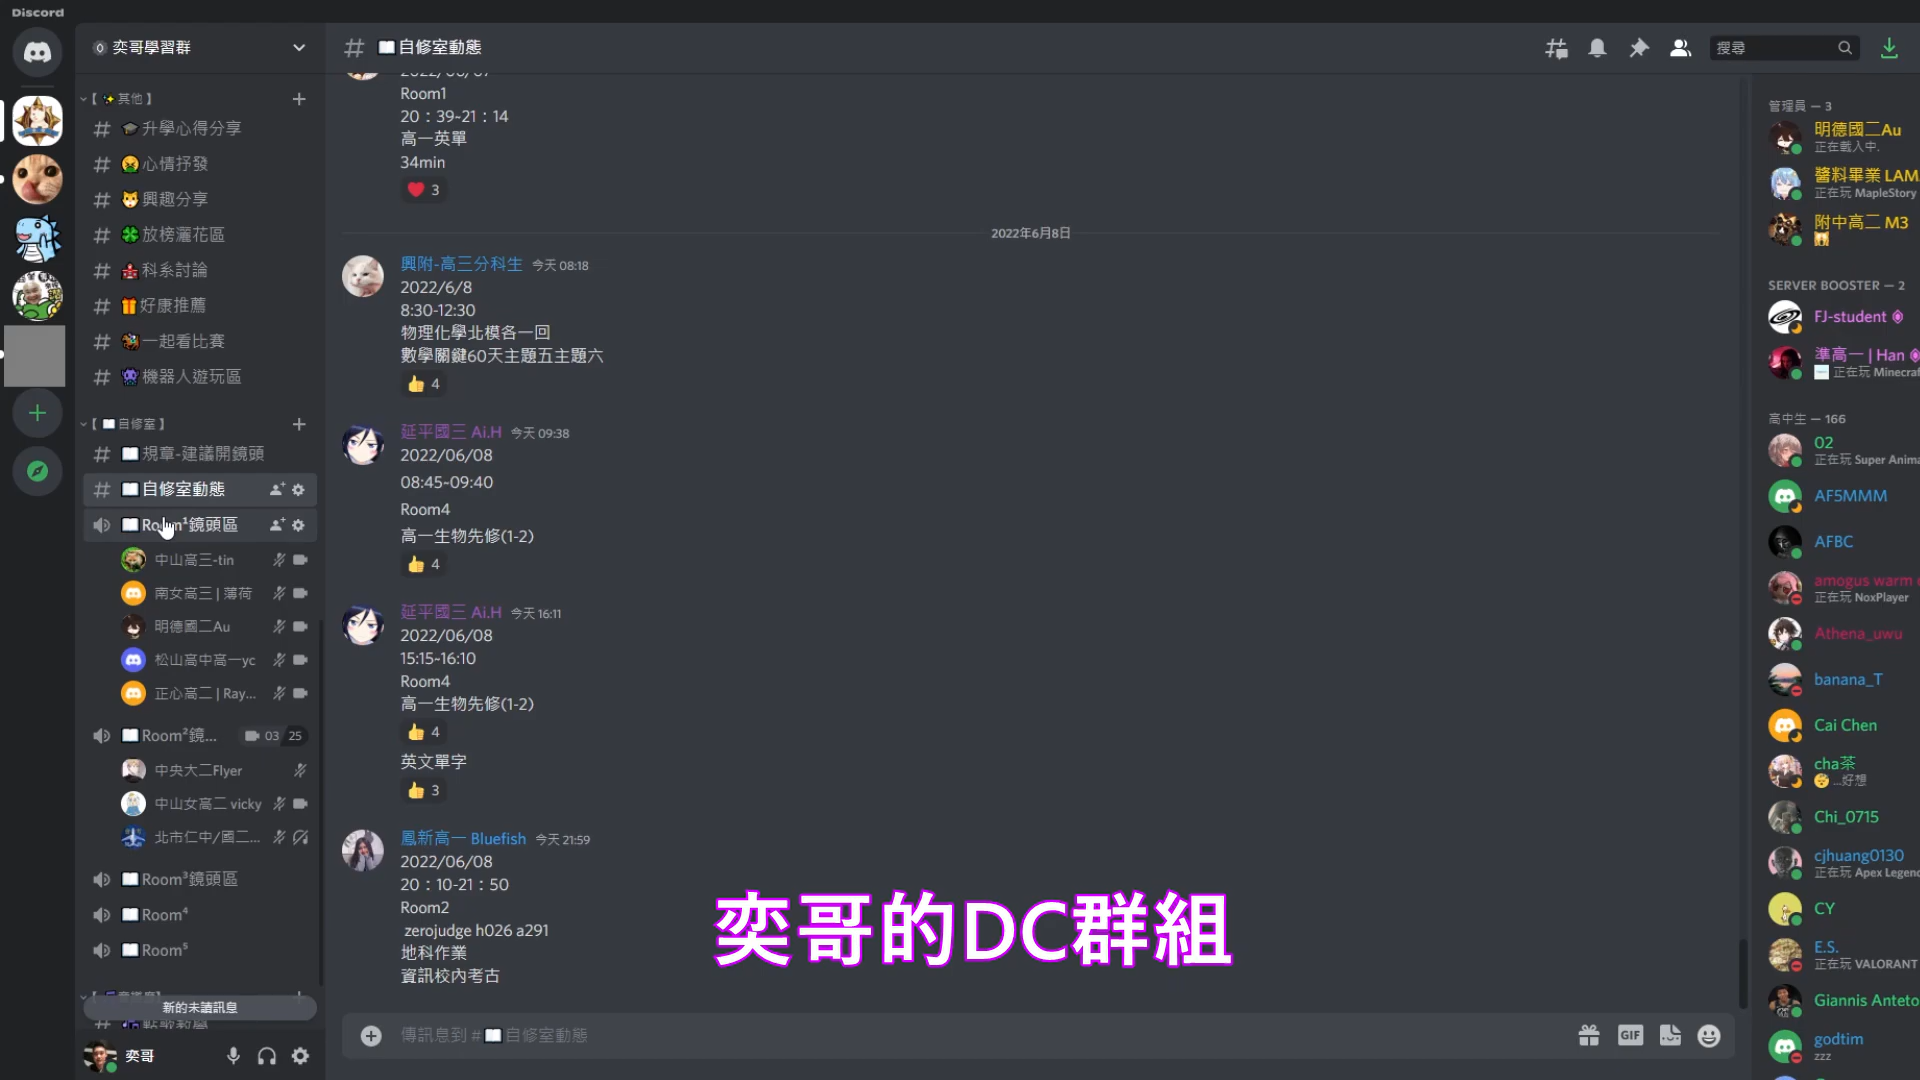 Discord
奕哥學習群
【✨其他】
🎓升學心得分享
🤮心情抒發
🐱興趣分享
🍀放榜灑花區
科系討論
🎁好康推薦
🏇一起看比賽
👾機器人遊玩區
【📖自修室】
📖規章-建議開鏡頭
📖自修室動態
📖Room¹鏡頭區
中山高三-tin
南女高三 | 薄荷
明德國二Au
松山高中高一yc
正心高二 | Ray...
📖Room²鏡... 03 25
中央大二Flyer
中山女高二 vicky
北市仁中/國二...
📖Room³鏡頭區
📖Room⁴
📖Room⁵
新的未讀訊息
奕哥
# 📖自修室動態
搜尋
Room1
20：39-21：14
高一英單
34min
❤️ 3
2022年6月8日
興附-高三分科生 今天 08:18
2022/6/8
8:30-12:30
物理化學北模各一回
數學關鍵60天主題五主題六
👍 4
延平國三 Ai.H 今天 09:38
2022/06/08
08:45-09:40
Room4
高一生物先修(1-2)
👍 4
延平國三 Ai.H 今天 16:11
2022/06/08
15:15-16:10
Room4
高一生物先修(1-2)
👍 4
英文單字
👍 3
鳳新高一 Bluefish 今天 21:59
2022/06/08
20：10-21：50
Room2
zerojudge h026 a291
地科作業
資訊校內考古
奕哥的DC群組
傳訊息到 #📖自修室動態
GIF
管理員 — 3
明德國二Au
正在載入中.
醬料畢業 LAM
正在玩 MapleStory
附中高二 M3
SERVER BOOSTER — 2
FJ-student
準高一 | Han
正在玩 Minecraf
高中生 — 166
02
正在玩 Super Anima
AF5MMM
AFBC
amogus warm
正在玩 NoxPlayer
Athena_uwu
banana_T
Cai Chen
cha茶
😴 ...好想
Chi_0715
cjhuang0130
正在玩 Apex Legend
CY
E.S.
正在玩 VALORANT
Giannis Anteto
godtim
zzz